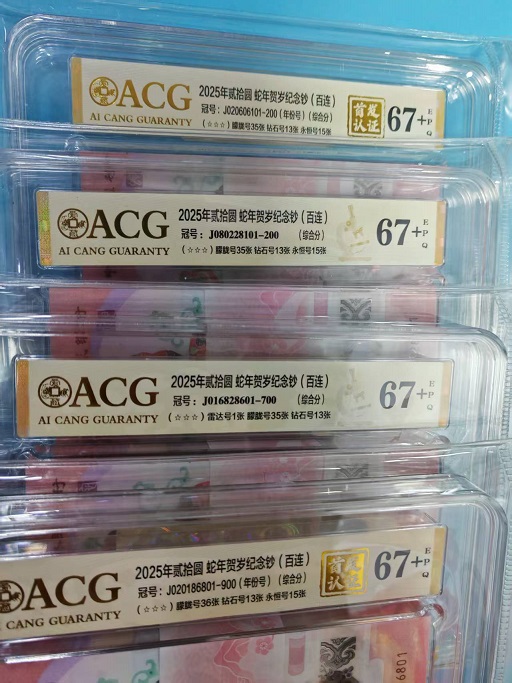 ACG
AI CANG GUARANTY
2025年贰拾圆 蛇年贺岁纪念钞（百连）
冠号：J020606101-200 (年份号) (综合分)
(☆☆☆) 朦胧号35张 钻石号13张 永恒号15张
首发
认证
67+
EPQ
ACG
AI CANG GUARANTY
2025年贰拾圆 蛇年贺岁纪念钞（百连）
冠号：J080228101-200 (综合分)
(☆☆☆) 朦胧号35张 钻石号13张 永恒号15张
67+
EPQ
ACG
AI CANG GUARANTY
2025年贰拾圆 蛇年贺岁纪念钞（百连）
冠号：J016828601-700 (综合分)
(☆☆☆) 雷达号1张 朦胧号35张 钻石号13张
67+
EPQ
ACG
CANG GUARANTY
2025年贰拾圆 蛇年贺岁纪念钞（百连）
冠号：J020186801-900 (年份号) (综合分)
(☆☆☆) 朦胧号36张 钻石号13张 永恒号15张
首发
认证
67+
EPQ
6801